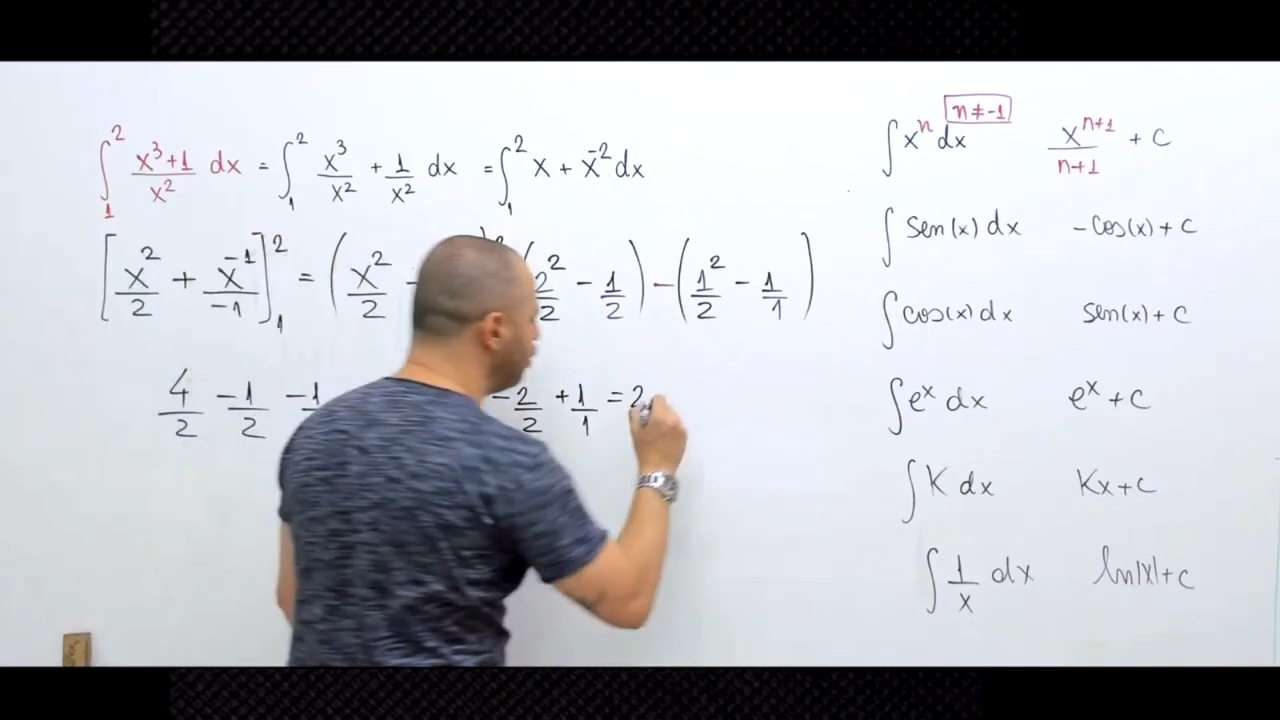 ∫₁² x³+1/x² dx = ∫₁² x³/x² + 1/x² dx = ∫₁² x + x⁻² dx
[x²/2 + x⁻¹/-1]₁² = (x²/2 2²/2 - 1/2) - (1²/2 - 1/1)
4/2 - 1/2 - 1 - 2/2 + 1/1 = 2
n≠-1
∫xⁿdx xⁿ⁺¹/n+1 + c
∫sen(x) dx -cos(x) + c
∫cos(x) dx sen(x) + c
∫eˣ dx eˣ + c
∫K dx Kx + c
∫1/x dx ln|x| + c